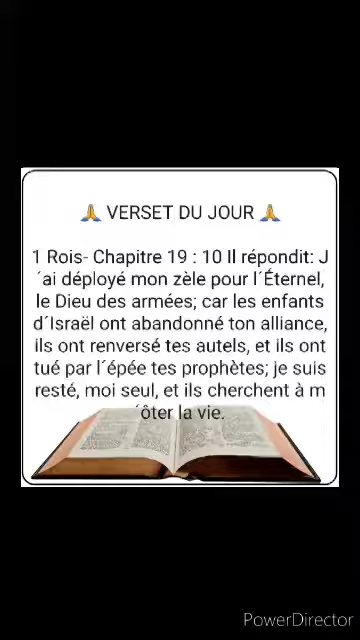 🙏 VERSET DU JOUR 🙏
1 Rois- Chapitre 19 : 10 Il répondit: J
´ai déployé mon zèle pour l´Éternel,
le Dieu des armées; car les enfants
d´Israël ont abandonné ton alliance,
ils ont renversé tes autels, et ils ont
tué par l´épée tes prophètes; je suis
resté, moi seul, et ils cherchent à m
´ôter la vie.
PowerDirector